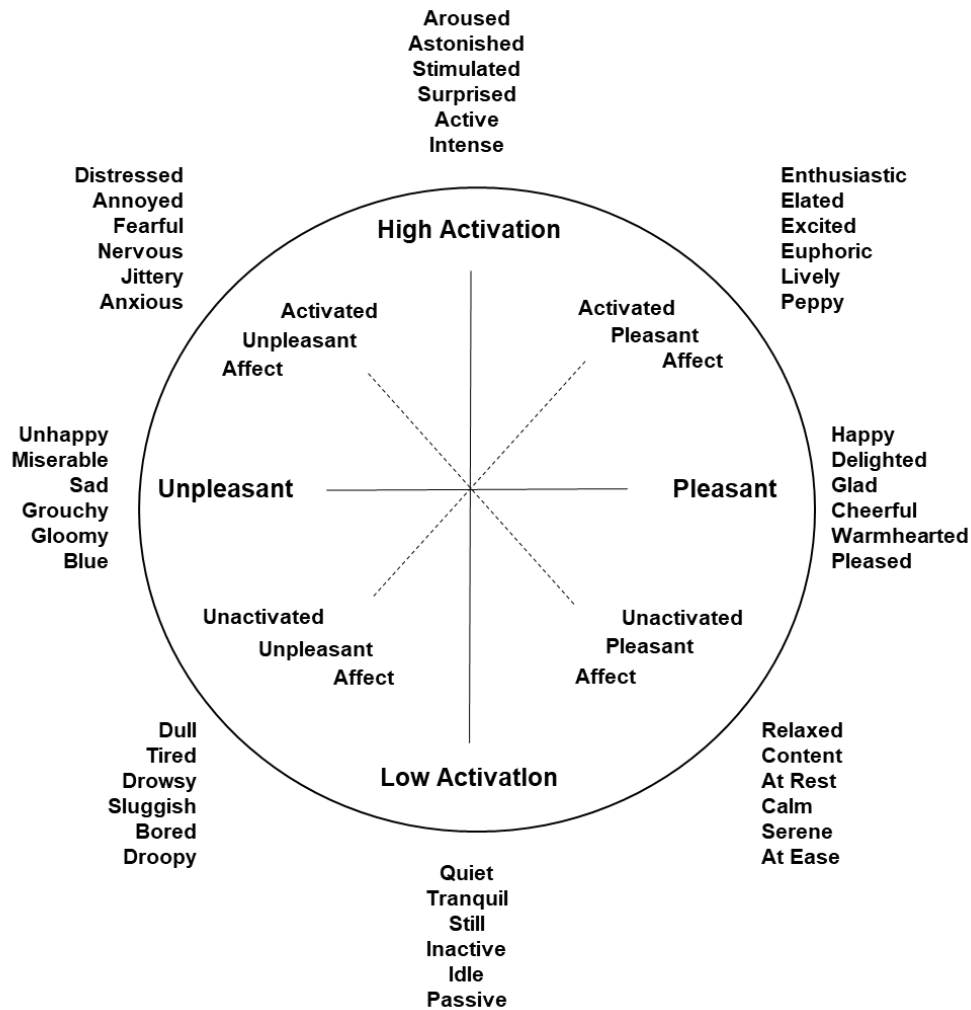 Aroused
Astonished
Stimulated
Surprised
Active
Intense
Distressed
Annoyed
Fearful
Nervous
Jittery
Anxious
Enthusiastic
Elated
Excited
Euphoric
Lively
Peppy
High Activation
Activated
Unpleasant
Affect
Activated
Pleasant
Affect
Unhappy
Miserable
Sad
Grouchy
Gloomy
Blue
Unpleasant
Pleasant
Happy
Delighted
Glad
Cheerful
Warmhearted
Pleased
Unactivated
Unpleasant
Affect
Unactivated
Pleasant
Affect
Dull
Tired
Drowsy
Sluggish
Bored
Droopy
Low Activatlon
Relaxed
Content
At Rest
Calm
Serene
At Ease
Quiet
Tranquil
Still
Inactive
Idle
Passive